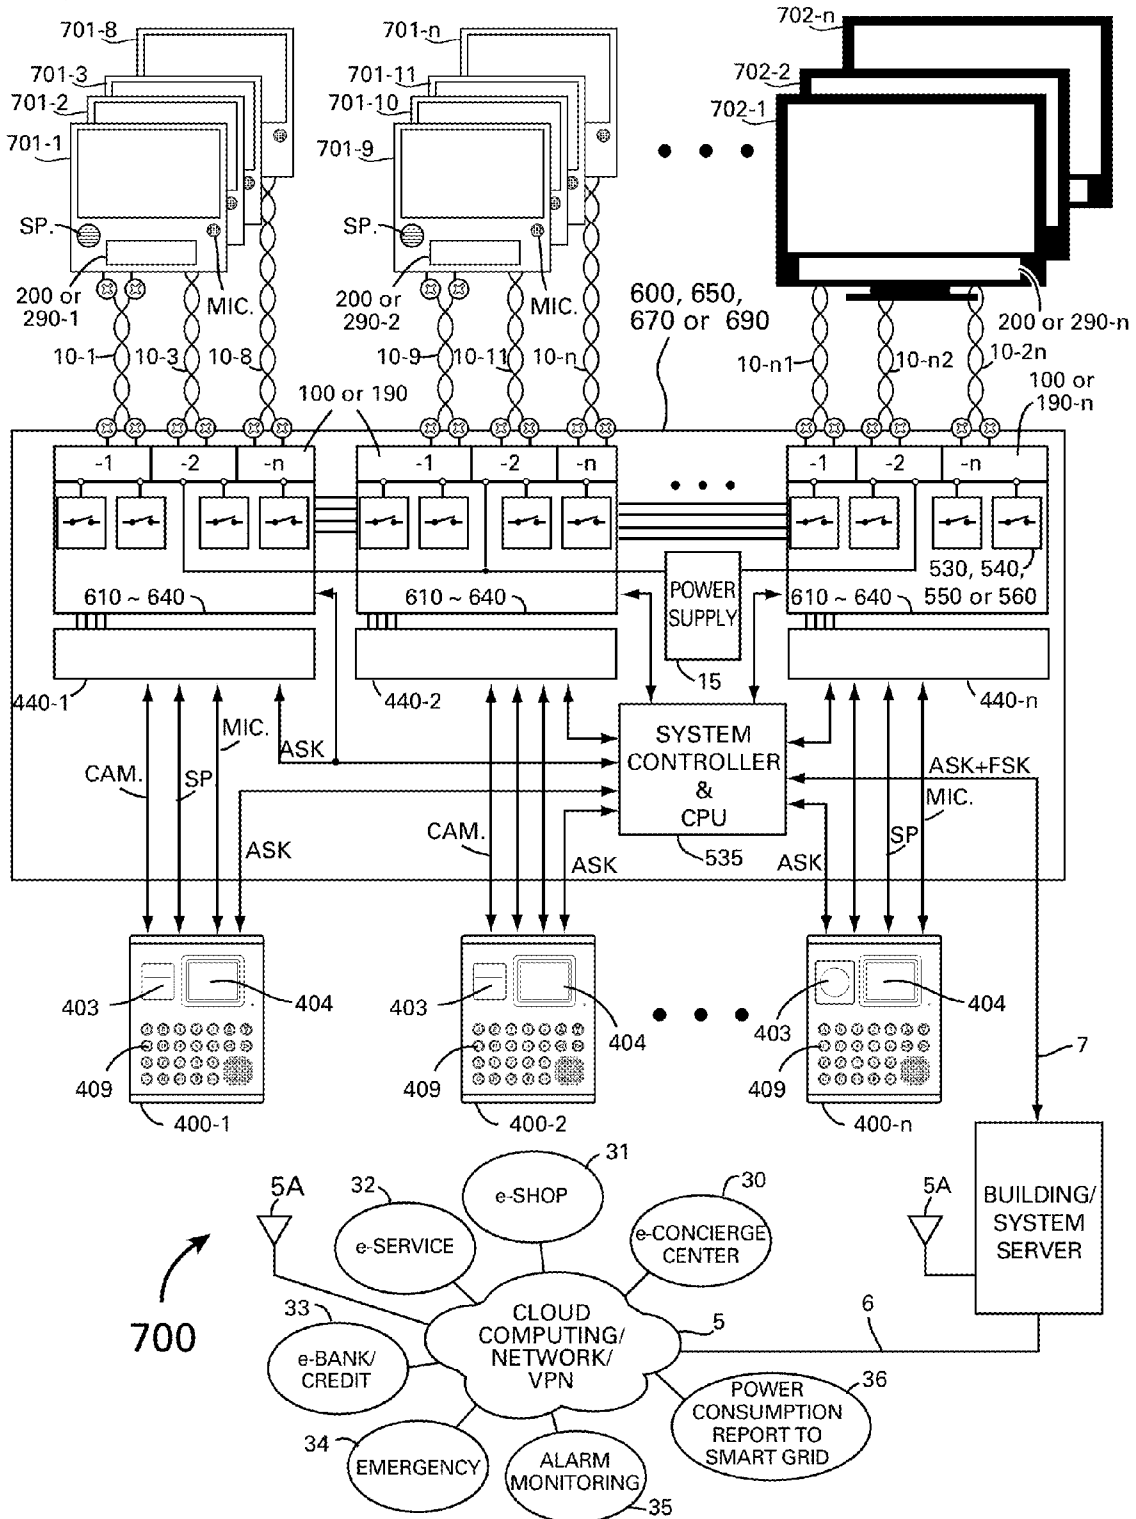 701-8
701-3
701-2
701-1
SP.
200 or
290-1
MIC.
10-1
10-3
10-8
701-n
701-11
701-10
701-9
SP.
200 or
290-2
MIC.
10-9
10-11
10-n
702-n
702-2
702-1
600, 650,
670 or 690
200 or 290-n
10-n1
10-n2
10-2n
100 or 190
100 or
190-n
-1
-2
-n
-1
-2
-n
-1
-2
-n
530, 540,
550 or 560
610 ~ 640
610 ~ 640
610 ~ 640
POWER
SUPPLY
15
440-1
440-2
440-n
SYSTEM
CONTROLLER
&
CPU
535
CAM.
SP
MIC.
ASK
ASK
CAM.
ASK
ASK
SP
MIC.
ASK+FSK
403
404
409
400-1
403
404
409
400-2
403
404
409
400-n
7
BUILDING/
SYSTEM
SERVER
5A
5A
700
32
e-SERVICE
31
e-SHOP
30
e-CONCIERGE
CENTER
33
e-BANK/
CREDIT
CLOUD
COMPUTING/
NETWORK/
VPN
5
6
34
EMERGENCY
ALARM
MONITORING
35
36
POWER
CONSUMPTION
REPORT TO
SMART GRID